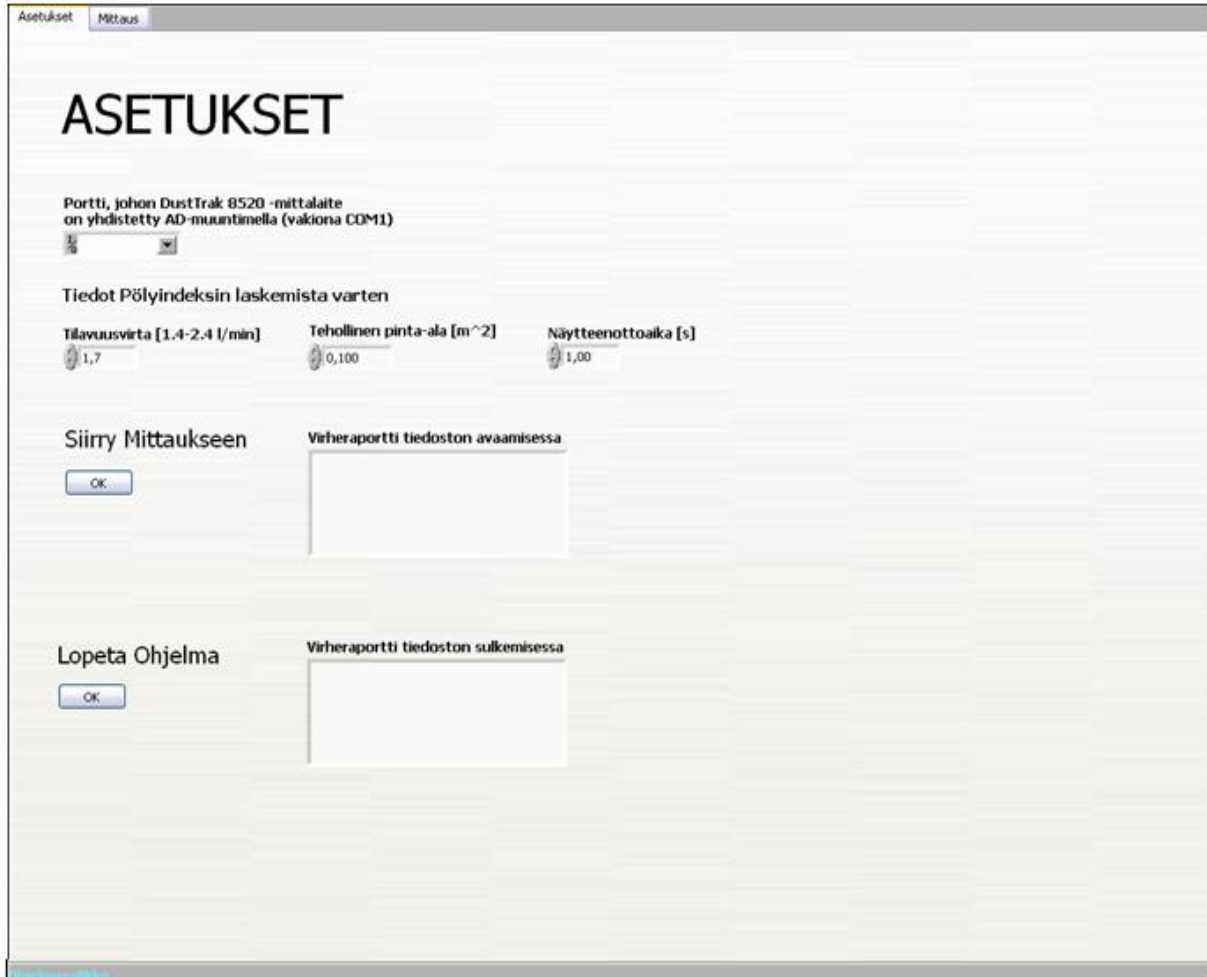 Asetukset Mittaus
ASETUKSET
Portti, johon DustTrak 8520 -mittalaite
on yhdistetty AD-muuntimella (vakiona COM1)
Tiedot Pölyindeksin laskemista varten
Tilavuusvirta [1.4-2.4 l/min] Tehollinen pinta-ala [m^2] Näytteenottoaika [s]
1,7 0,100 1,00
Siirry Mittaukseen Virheraportti tiedoston avaamisessa
OK
Lopeta Ohjelma Virheraportti tiedoston sulkemisessa
OK